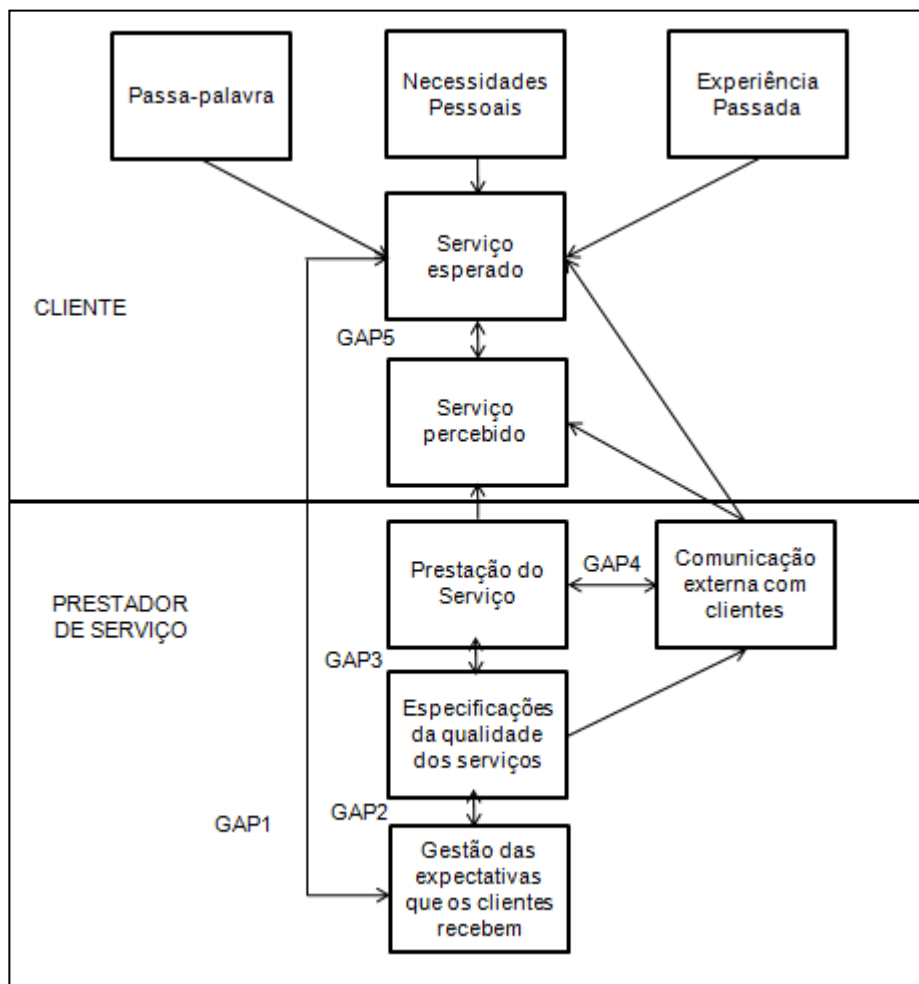 Passa-palavra
Necessidades
Pessoais
Experiência
Passada
Serviço
esperado
CLIENTE
GAP5
Serviço
percebido
Prestação do
Serviço
GAP4
Comunicação
externa com
clientes
PRESTADOR
DE SERVIÇO
GAP3
Especificações
da qualidade
dos serviços
GAP2
GAP1
Gestão das
expectativas
que os clientes
recebem